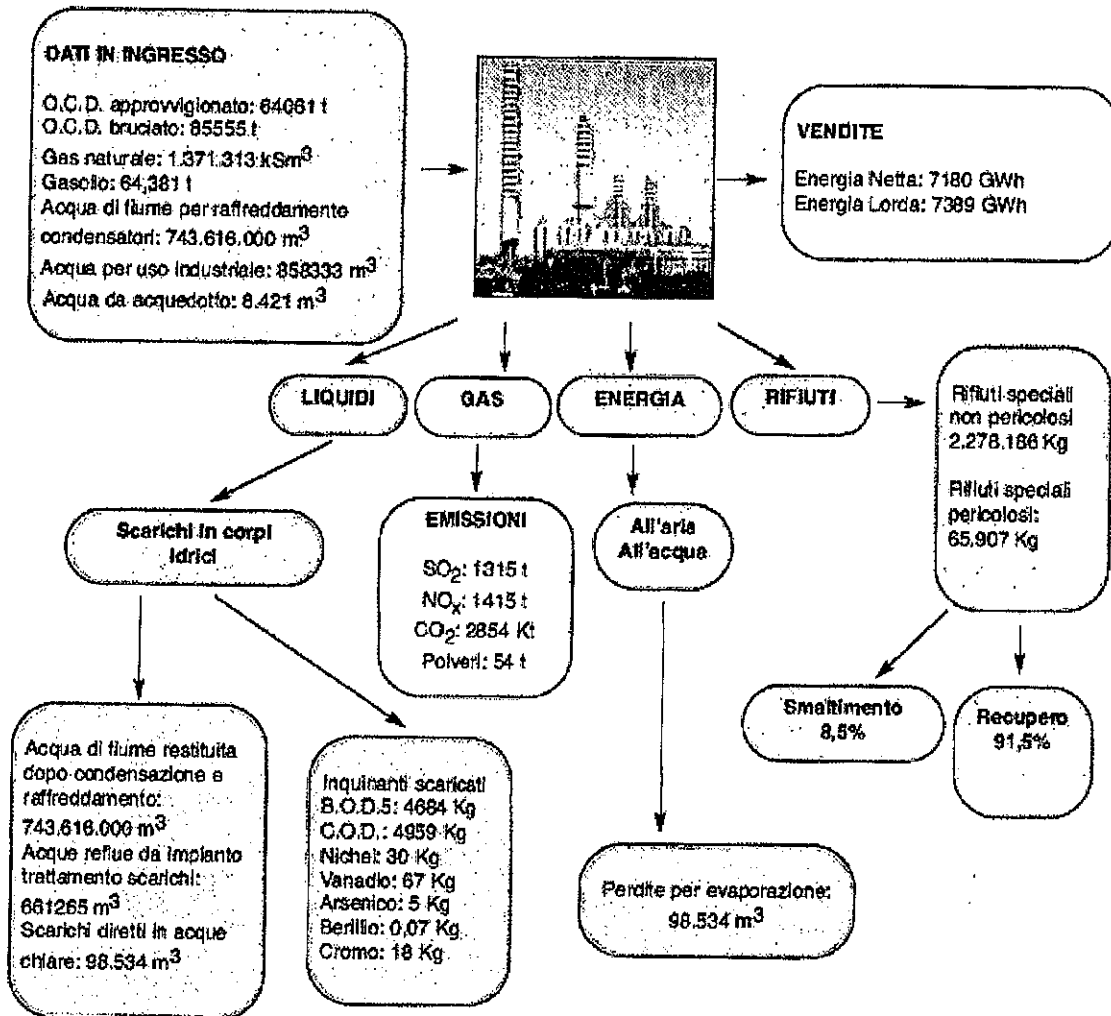 DATI IN INGRESSO
O.C.D. approvvigionato: 64061 t
O.C.D. bruciato: 85555 t
Gas naturale: 1.371.313 kSm³
Gasolio: 64,381 t
Acqua di fiume per raffreddamento
condensatori: 743.616.000 m³
Acqua per uso industriale: 858333 m³
Acqua da acquedotto: 8.421 m³
VENDITE
Energia Netta: 7180 GWh
Energia Lorda: 7389 GWh
LIQUIDI
GAS
ENERGIA
RIFIUTI
Rifiuti speciali
non pericolosi
2.278.186 Kg
Rifiuti speciali
pericolosi:
65,907 Kg
Scarichi in corpi
idrici
EMISSIONI
SO₂: 1315 t
NOₓ: 1415 t
CO₂: 2854 Kt
Polveri: 54 t
All'aria
All'acqua
Smaltimento
8,5%
Recupero
91,5%
Acqua di fiume restituita
dopo condensazione e
raffreddamento:
743.616.000 m³
Acque reflue da impianto
trattamento scarichi:
661265 m³
Scarichi diretti in acque
chiare: 98.534 m³
Inquinanti scaricati
B.O.D.5: 4684 Kg
C.O.D.: 4959 Kg
Nichel: 30 Kg
Vanadio: 67 Kg
Arsenico: 5 Kg
Berillio: 0,07 Kg
Cromo: 18 Kg
Perdite per evaporazione:
98.534 m³